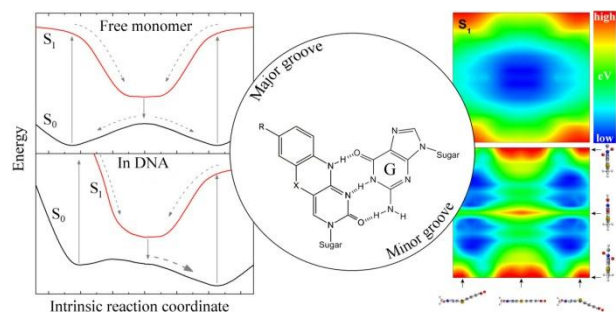 Free monomer
S1
S0
Energy
In DNA
S1
S0
Intrinsic reaction coordinate
Major groove
R
N
H
O
N
N
Sugar
G
X
N
H
N
N
N
O
H
N
H
N
Sugar
Minor groove
S1
high
eV
low